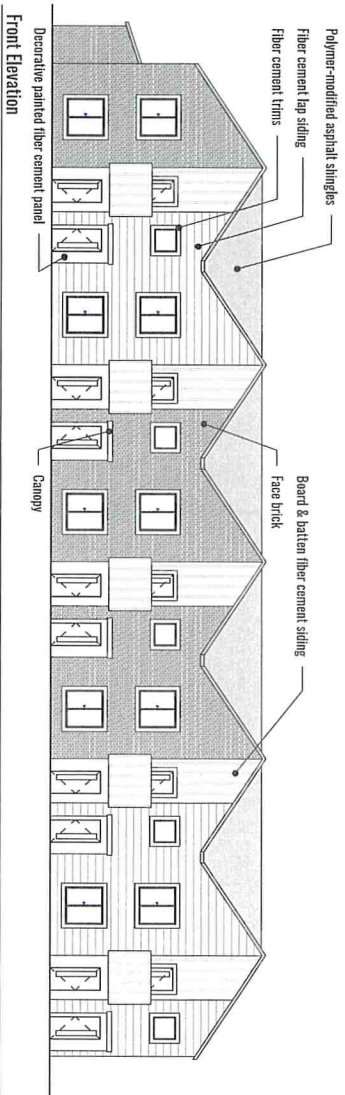 Polymer-modified asphalt shingles
Fiber cement lap siding
Fiber cement trims
Board & batten fiber cement siding
Face brick
Decorative painted fiber cement panel
Canopy
Front Elevation